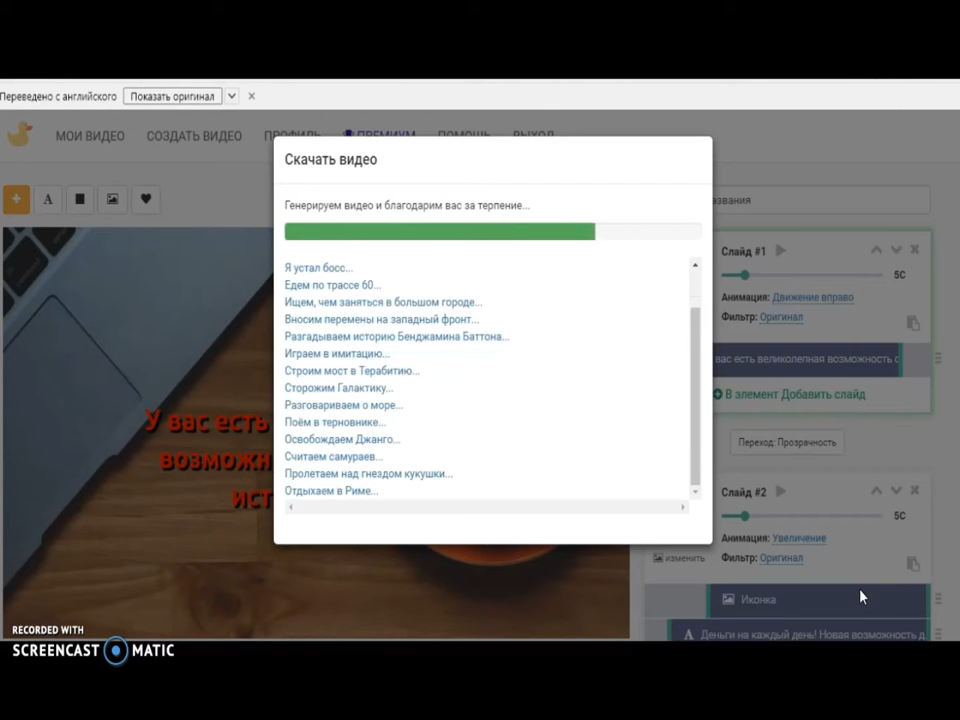 Переведено с английского Показать оригинал
МОИ ВИДЕО СОЗДАТЬ ВИДЕО ПРОФИЛЬ ПРЕМИУМ ПОМОЩЬ ВЫХОД
Скачать видео
Генерируем видео и благодарим вас за терпение...
Я устал босс...
Едем по трассе 60...
Ищем, чем заняться в большом городе...
Вносим перемены на западный фронт...
Разгадываем историю Бенджамина Баттона...
Играем в имитацию...
Строим мост в Терабитию...
Сторожим Галактику...
Разговариваем о море...
Поём в терновнике...
Освобождаем Джанго...
Считаем самураев...
Пролетаем над гнездом кукушки...
Отдыхаем в Риме...
A
У вас есть
возможн
ист
звания
Слайд #1
5С
Анимация: Движение вправо
Фильтр: Оригинал
вас есть великолепная возможность с
В элемент Добавить слайд
Переход: Прозрачность
Слайд #2
5С
Анимация: Увеличение
изменить Фильтр: Оригинал
Иконка
A Деньги на каждый день! Новая возможность д
RECORDED WITH
SCREENCAST MATIC